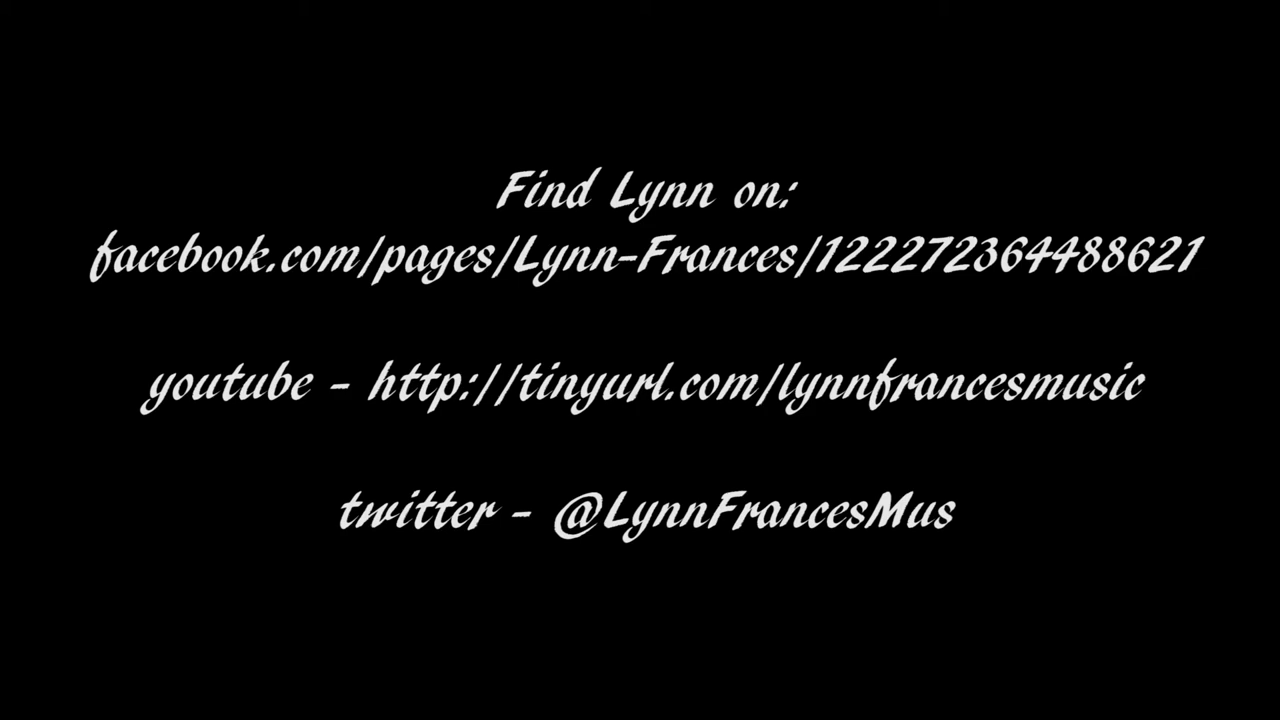 Find Lynn on:
facebook.com/pages/Lynn-Frances/122272364488621
youtube - http://tinyurl.com/lynnfrancesmusic
twitter - @LynnFrancesMus